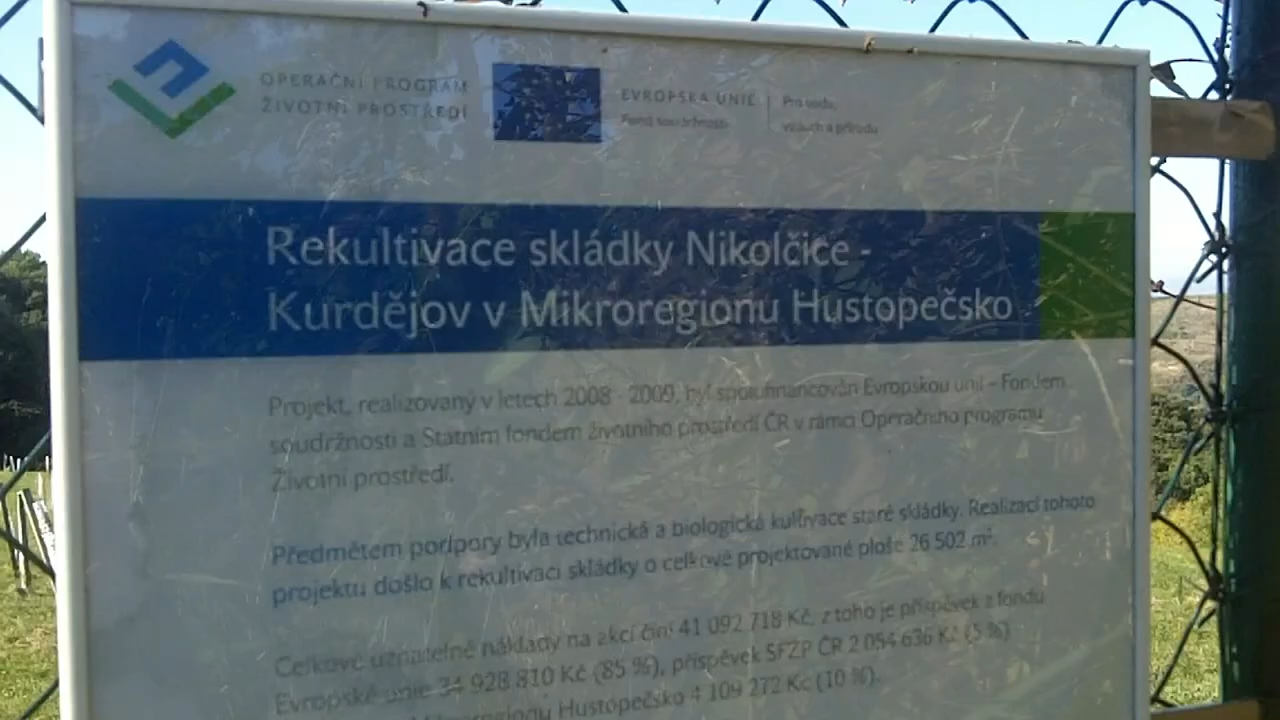 OPERAČNÍ PROGRAM
ŽIVOTNÍ PROSTŘEDÍ
EVROPSKÁ UNIE
Fond soudržnosti
Pro vodu,
vzduch a přírodu
Rekultivace skládky Nikolčice -
Kurdějov v Mikroregionu Hustopečsko
Projekt, realizovaný v letech 2008 - 2009, byl spolufinancován Evropskou unií – Fondem
soudržnosti a Státním fondem životního prostředí ČR v rámci Operačního programu
Životní prostředí.
Předmětem podpory byla technická a biologická kultivace staré skládky. Realizací tohoto
projektu došlo k rekultivaci skládky o celkové projektované ploše 26 502 m².
Celkové uznatelné náklady na akci činí 41 092 718 Kč, z toho je příspěvek z fondu
Evropské unie 34 928 810 Kč (85 %), příspěvek SFŽP ČR 2 054 636 Kč (5 %)
Mikroregionu Hustopečsko 4 109 272 Kč (10 %).